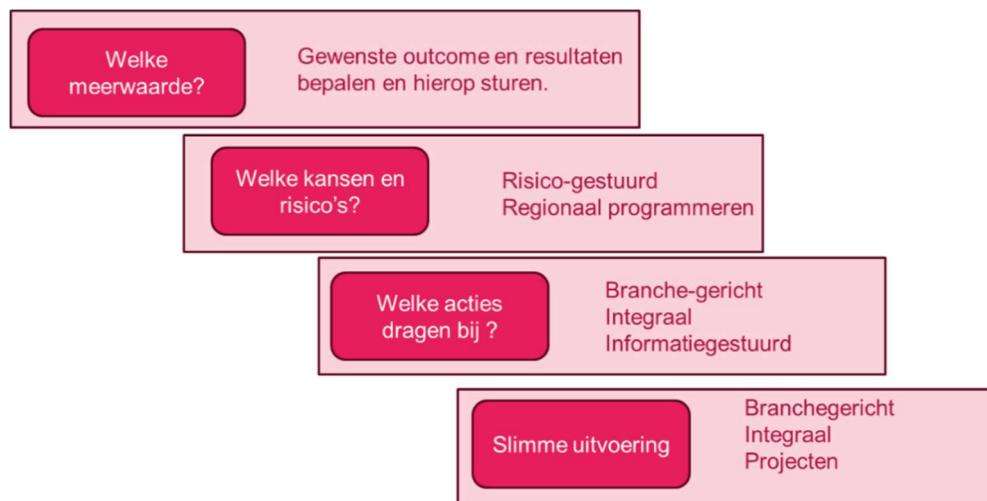 Welke
meerwaarde?
Gewenste outcome en resultaten
bepalen en hierop sturen.
Welke kansen en
risico's?
Risico-gestuurd
Regionaal programmeren
Welke acties
dragen bij ?
Branche-gericht
Integraal
Informatiegestuurd
Slimme uitvoering
Branchegericht
Integraal
Projecten